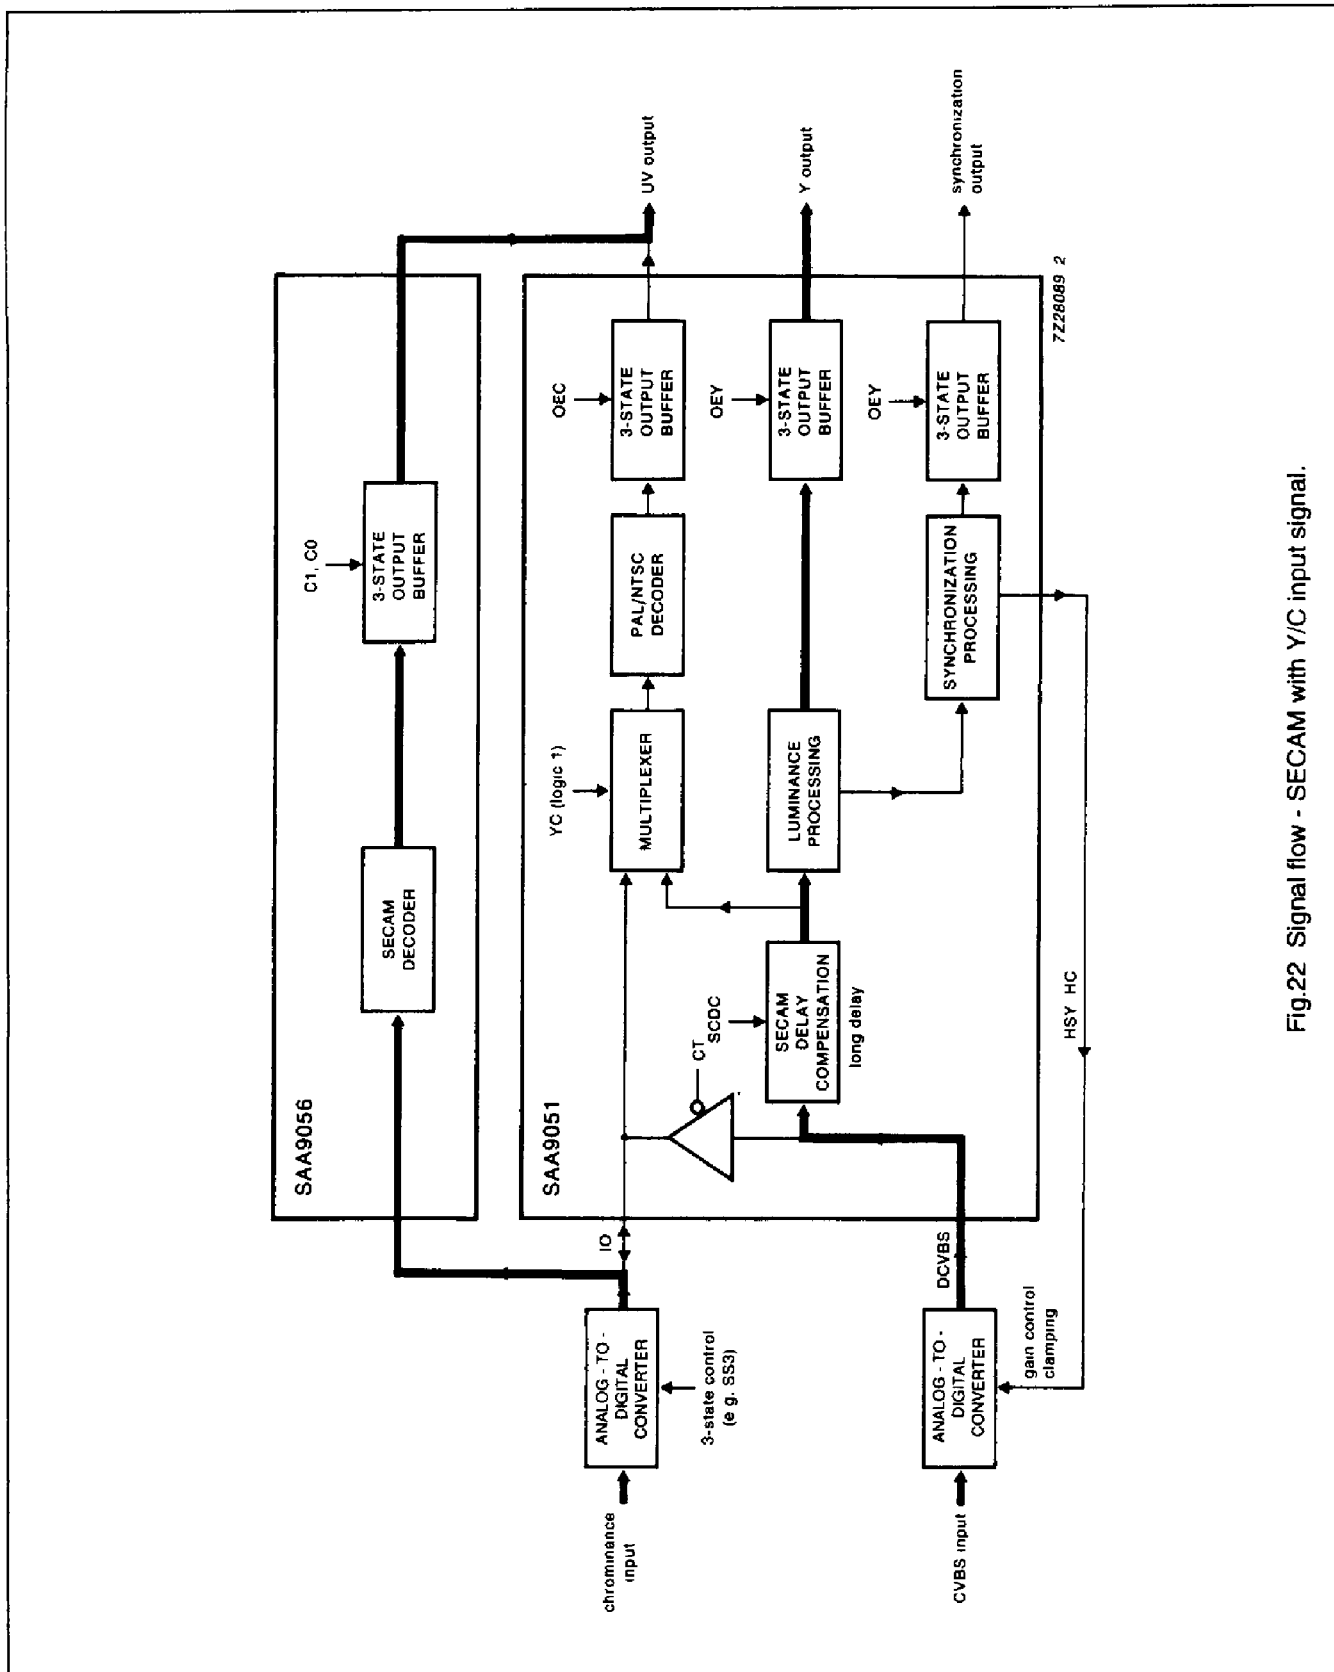 SAA9056
SECAM
DECODER
C1, C0
3-STATE
OUTPUT
BUFFER
UV output
chrominance
input
ANALOG - TO -
DIGITAL
CONVERTER
3-state control
(e g. SS3)
IO
SAA9051
CT
YC (logic 1)
MULTIPLEXER
PAL/NTSC
DECODER
OEC
3-STATE
OUTPUT
BUFFER
SCDC
SECAM
DELAY
COMPENSATION
long delay
LUMINANCE
PROCESSING
OEY
3-STATE
OUTPUT
BUFFER
Y output
CVBS input
ANALOG - TO -
DIGITAL
CONVERTER
DCVBS
gain control
clamping
HSY HC
SYNCHRONIZATION
PROCESSING
OEY
3-STATE
OUTPUT
BUFFER
synchronization
output
7Z28089 2
Fig.22 Signal flow - SECAM with Y/C input signal.